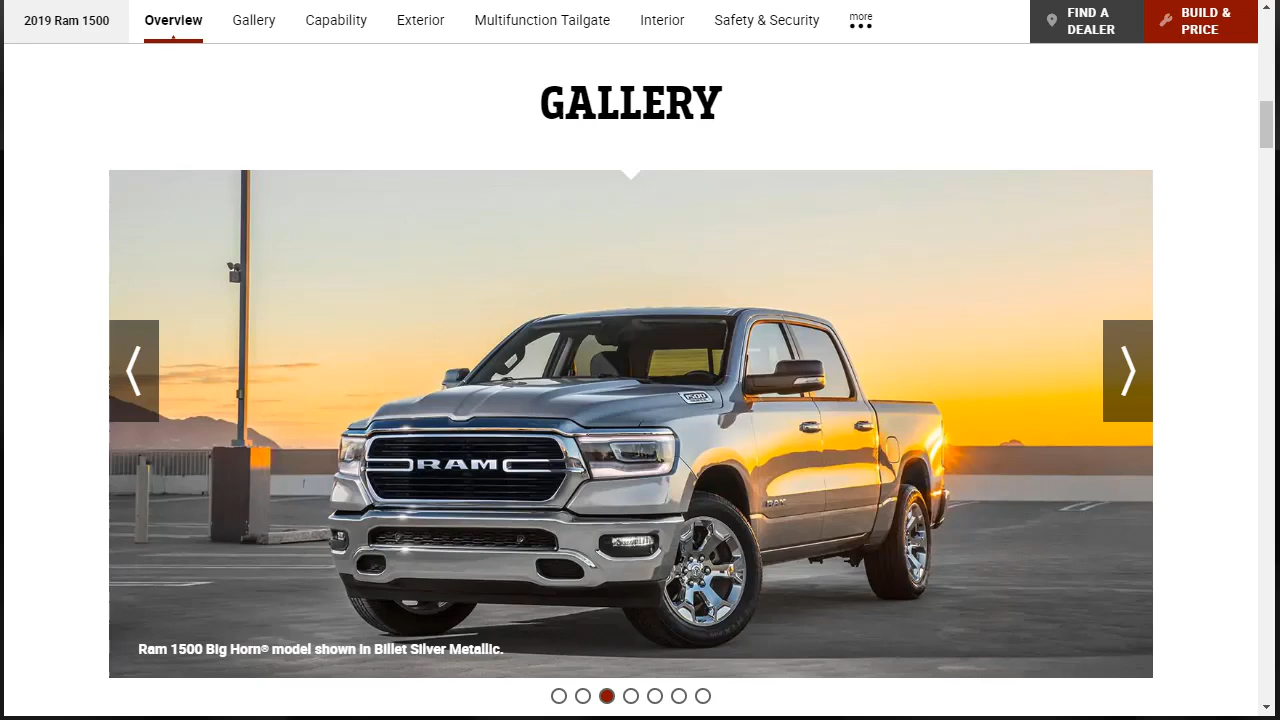 2019 Ram 1500
Overview
Gallery
Capability
Exterior
Multifunction Tailgate
Interior
Safety & Security
more
FIND A
DEALER
BUILD &
PRICE
GALLERY
1500
RAM
RAM
Ram 1500 Big Horn® model shown in Billet Silver Metallic.